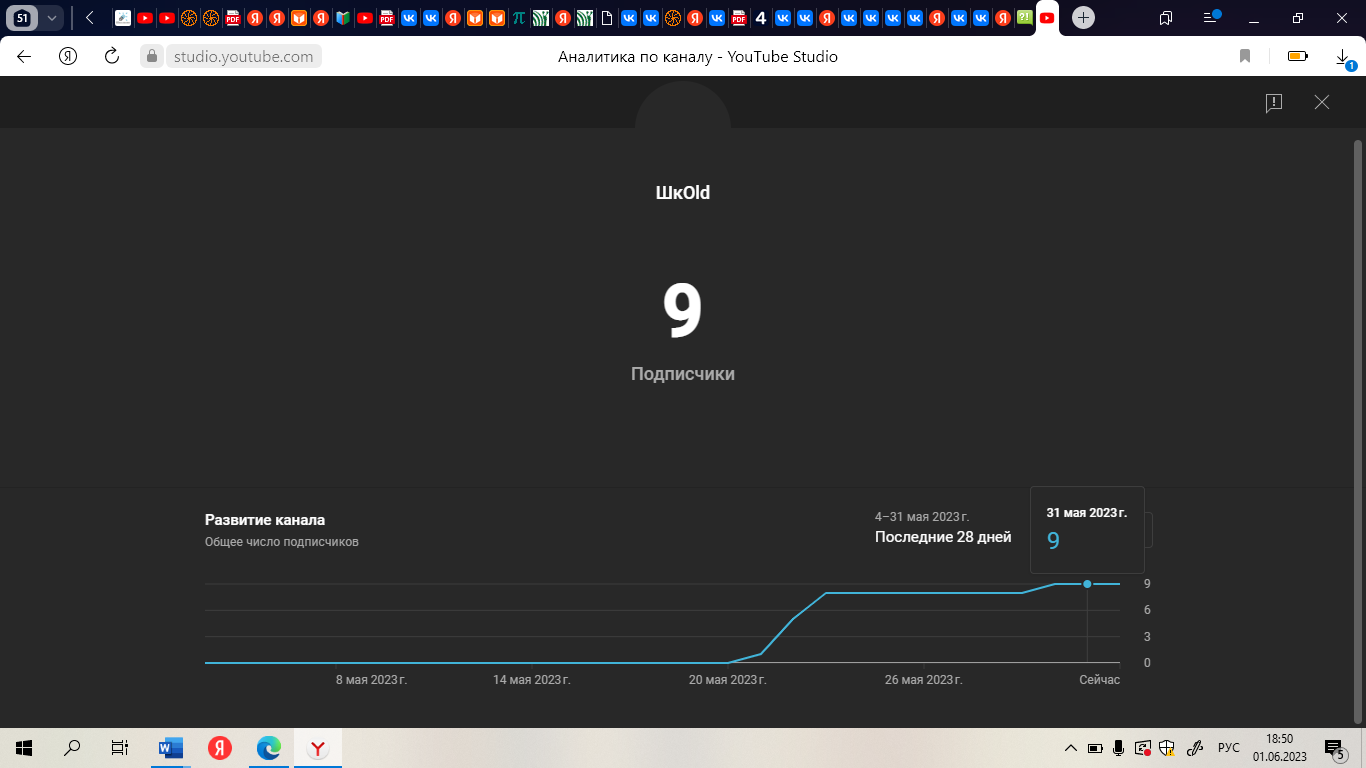 51
studio.youtube.com
Аналитика по каналу - YouTube Studio
1
ШкOld
9
Подписчики
Развитие канала
Общее число подписчиков
4–31 мая 2023 г.
Последние 28 дней
31 мая 2023 г.
9
9
6
3
0
8 мая 2023 г.
14 мая 2023 г.
20 мая 2023 г.
26 мая 2023 г.
Сейчас
РУС
18:50
01.06.2023
5